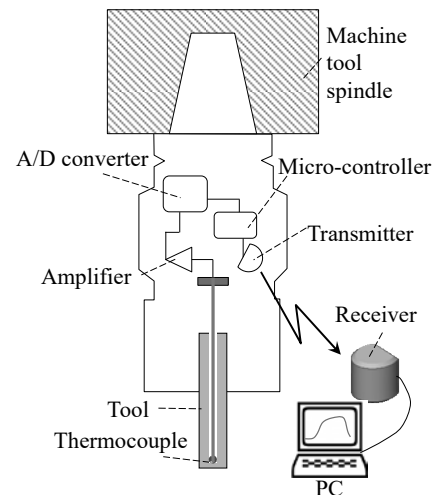 Machine
tool
spindle
A/D converter
Micro-controller
Transmitter
Amplifier
Receiver
Tool
Thermocouple
PC